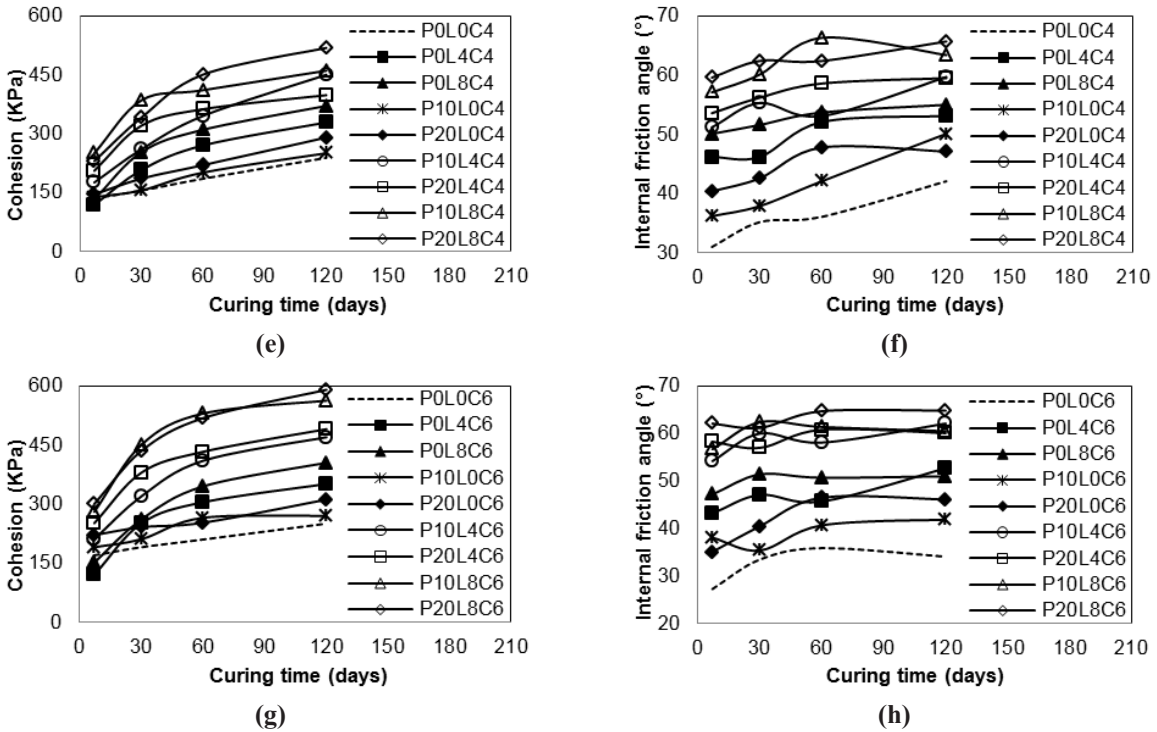 600
450
300
150
0
0 30 60 90 120 150 180 210
Cohesion (KPa)
Curing time (days)
P0L0C4
P0L4C4
P0L8C4
P10L0C4
P20L0C4
P10L4C4
P20L4C4
P10L8C4
P20L8C4
(e)
70
60
50
40
30
0 30 60 90 120 150 180 210
Internal friction angle (°)
Curing time (days)
P0L0C4
P0L4C4
P0L8C4
P10L0C4
P20L0C4
P10L4C4
P20L4C4
P10L8C4
P20L8C4
(f)
600
450
300
150
0
0 30 60 90 120 150 180 210
Cohesion (KPa)
Curing time (days)
P0L0C6
P0L4C6
P0L8C6
P10L0C6
P20L0C6
P10L4C6
P20L4C6
P10L8C6
P20L8C6
(g)
70
60
50
40
30
20
0 30 60 90 120 150 180 210
Internal friction angle (°)
Curing time (days)
P0L0C6
P0L4C6
P0L8C6
P10L0C6
P20L0C6
P10L4C6
P20L4C6
P10L8C6
P20L8C6
(h)